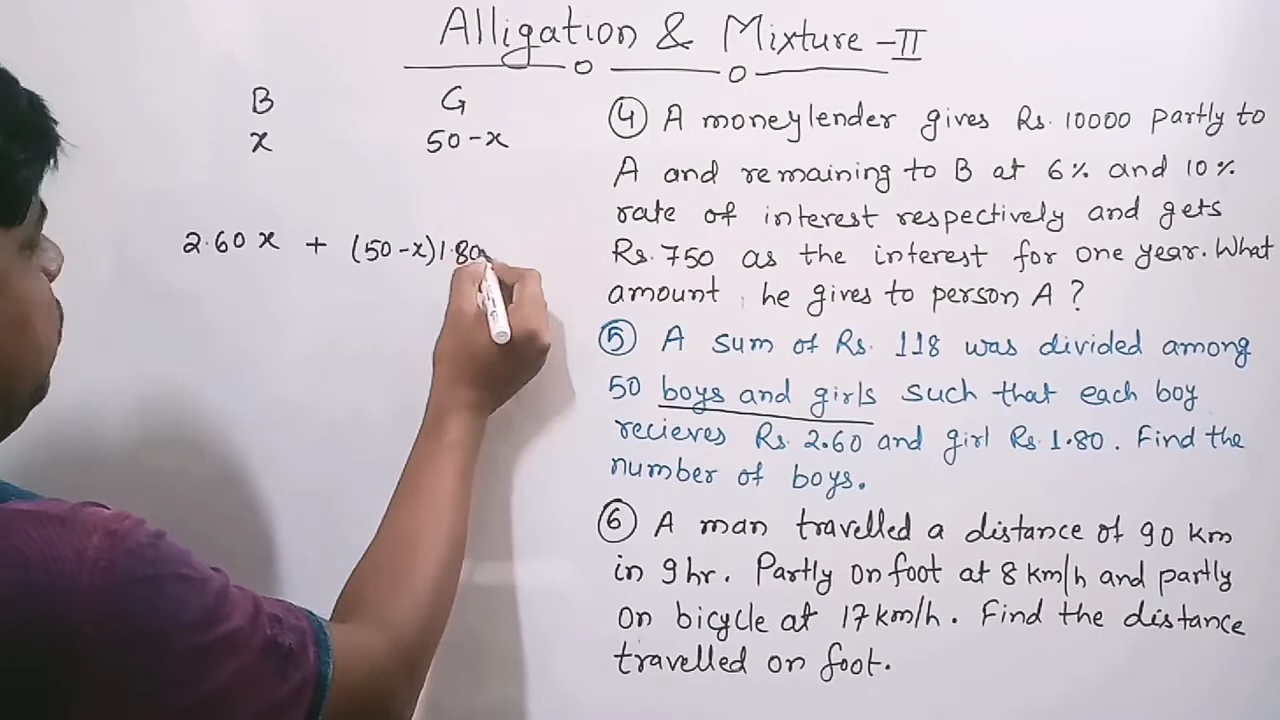 Alligation & Mixture - II
B G
x 50-x
2.60 x + (50-x)1.80
④ A moneylender gives Rs. 10000 partly to
A and remaining to B at 6% and 10%
rate of interest respectively and gets
Rs. 750 as the interest for one year. What
amount he gives to person A ?
⑤ A sum of Rs. 118 was divided among
50 boys and girls such that each boy
recieves Rs. 2.60 and girl Rs. 1.80. Find the
number of boys.
⑥ A man travelled a distance of 90 km
in 9 hr. Partly on foot at 8 km/h and partly
on bicycle at 17 km/h. Find the distance
travelled on foot.